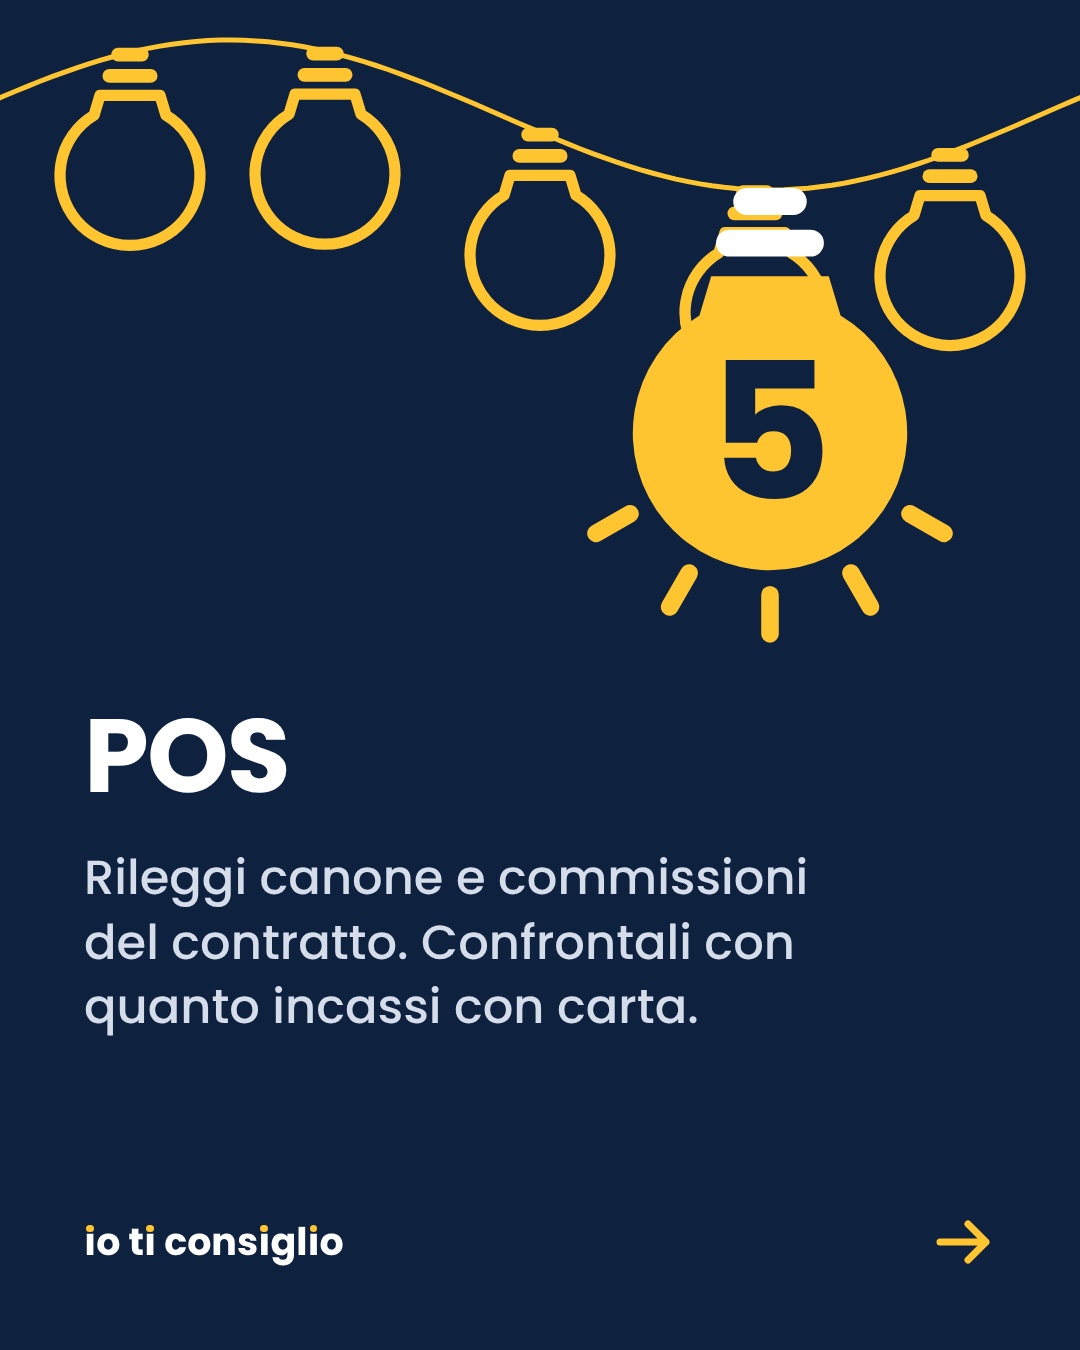 5
POS
Rileggi canone e commissioni
del contratto. Confrontali con
quanto incassi con carta.
io ti consiglio